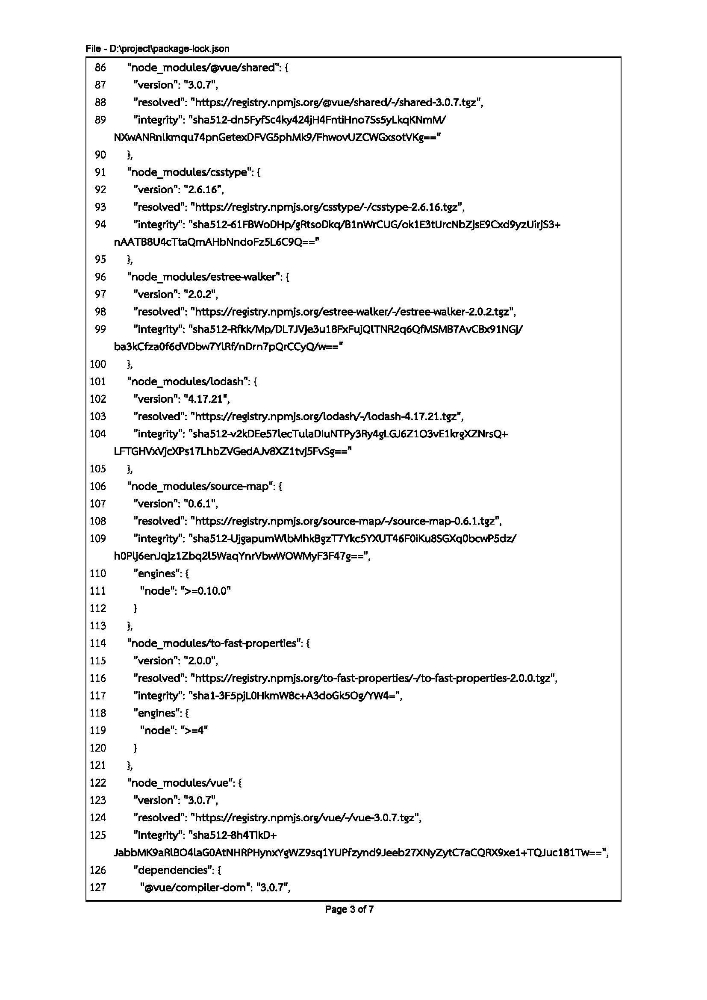 File - D:\project\package-lock.json
86 "node_modules/@vue/shared": {
87 "version": "3.0.7",
88 "resolved": "https://registry.npmjs.org/@vue/shared/-/shared-3.0.7.tgz",
89 "integrity": "sha512-dn5FyfSc4ky424jH4FntiHno7Ss5yLkqKNmM/
NXwANRnlkmqu74pnGetexDFVG5phMk9/FhwovUZCWGxsotVKg=="
90 },
91 "node_modules/csstype": {
92 "version": "2.6.16",
93 "resolved": "https://registry.npmjs.org/csstype/-/csstype-2.6.16.tgz",
94 "integrity": "sha512-61FBWoDHp/gRtsoDkq/B1nWrCUG/ok1E3tUrcNbZjsE9Cxd9yzUirjS3+
nAATB8U4cTtaQmAHbNndoFz5L6C9Q=="
95 },
96 "node_modules/estree-walker": {
97 "version": "2.0.2",
98 "resolved": "https://registry.npmjs.org/estree-walker/-/estree-walker-2.0.2.tgz",
99 "integrity": "sha512-Rfkk/Mp/DL7JVje3u18FxFujQlTNR2q6QfMSMB7AvCBx91NGj/
ba3kCfza0f6dVDbw7YlRf/nDrn7pQrCCyQ/w=="
100 },
101 "node_modules/lodash": {
102 "version": "4.17.21",
103 "resolved": "https://registry.npmjs.org/lodash/-/lodash-4.17.21.tgz",
104 "integrity": "sha512-v2kDEe57lecTulaDIuNTPy3Ry4gLGJ6Z1O3vE1krgXZNrsQ+
LFTGHVxVjcXPs17LhbZVGedAJv8XZ1tvj5FvSg=="
105 },
106 "node_modules/source-map": {
107 "version": "0.6.1",
108 "resolved": "https://registry.npmjs.org/source-map/-/source-map-0.6.1.tgz",
109 "integrity": "sha512-UjgapumWlbMhkBgzT7Ykc5YXUT46F0iKu8SGXq0bcwP5dz/
h0Plj6enJqjz1Zbq2l5WaqYnrVbwWOWMyF3F47g==",
110 "engines": {
111 "node": ">=0.10.0"
112 }
113 },
114 "node_modules/to-fast-properties": {
115 "version": "2.0.0",
116 "resolved": "https://registry.npmjs.org/to-fast-properties/-/to-fast-properties-2.0.0.tgz",
117 "integrity": "sha1-3F5pjL0HkmW8c+A3doGk5Og/YW4=",
118 "engines": {
119 "node": ">=4"
120 }
121 },
122 "node_modules/vue": {
123 "version": "3.0.7",
124 "resolved": "https://registry.npmjs.org/vue/-/vue-3.0.7.tgz",
125 "integrity": "sha512-8h4TikD+
JabbMK9aRlBO4laG0AtNHRPHynxYgWZ9sq1YUPfzynd9Jeeb27XNyZytC7aCQRX9xe1+TQJuc181Tw==",
126 "dependencies": {
127 "@vue/compiler-dom": "3.0.7",
Page 3 of 7